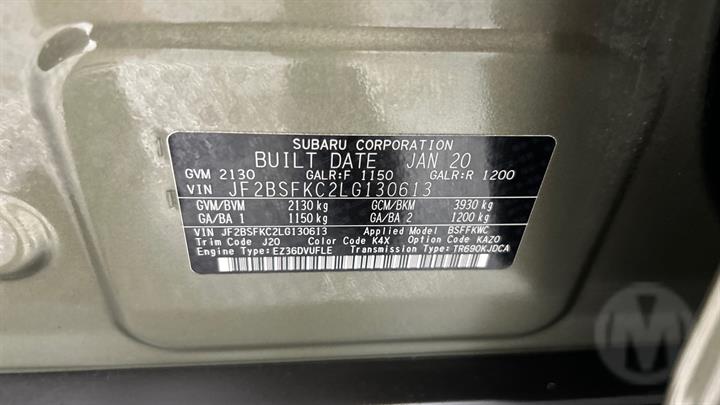 SUBARU CORPORATION
BUILT DATE JAN 20
GVM 2130 GALR:F 1150 GALR:R 1200
VIN JF2BSFKC2LG130613
GVM/BVM 2130 kg GCM/BKM 3930 kg
GA/BA 1 1150 kg GA/BA 2 1200 kg
VIN JF2BSFKC2LG130613 Applied Model BSFFKWC
Trim Code J20 Color Code K4X Option Code KAZO
Engine Type:EZ36DVUFLE Transmission Type:TR690KJDCA
M